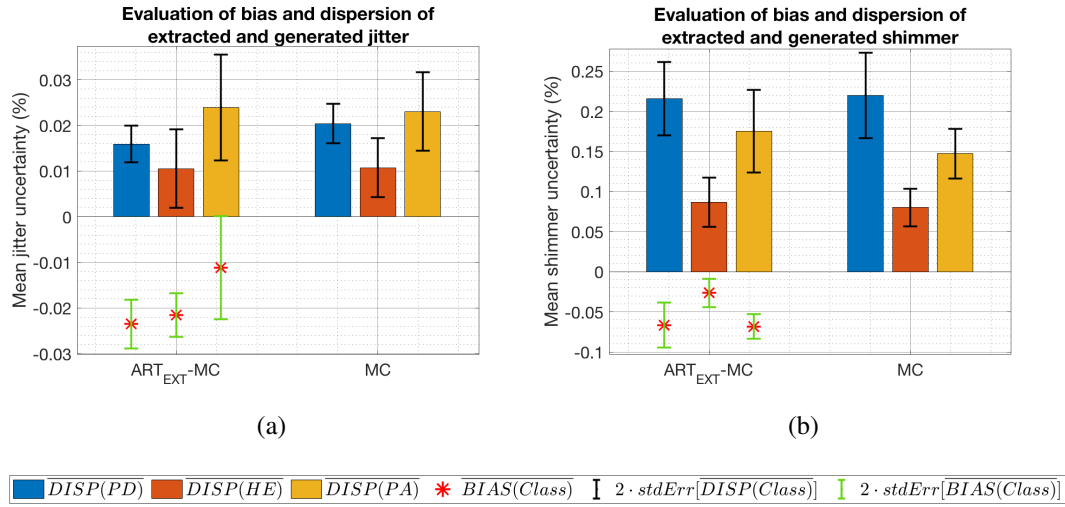 Evaluation of bias and dispersion of
extracted and generated jitter
Mean jitter uncertainty (%)
0.03
0.02
0.01
0
-0.01
-0.02
-0.03
ART_EXT-MC
MC
(a)
Evaluation of bias and dispersion of
extracted and generated shimmer
Mean shimmer uncertainty (%)
0.25
0.2
0.15
0.1
0.05
0
-0.05
-0.1
ART_EXT-MC
MC
(b)
DISP(PD) DISP(HE) DISP(PA) BIAS(Class) 2 · stdErr[DISP(Class)] 2 · stdErr[BIAS(Class)]